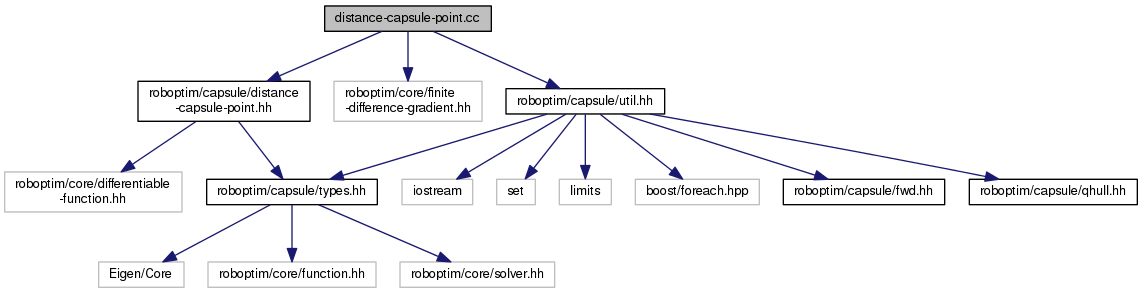 distance-capsule-point.cc
roboptim/capsule/distance
-capsule-point.hh
roboptim/core/finite
-difference-gradient.hh
roboptim/capsule/util.hh
roboptim/core/differentiable
-function.hh
roboptim/capsule/types.hh
iostream
set
limits
boost/foreach.hpp
roboptim/capsule/fwd.hh
roboptim/capsule/qhull.hh
Eigen/Core
roboptim/core/function.hh
roboptim/core/solver.hh